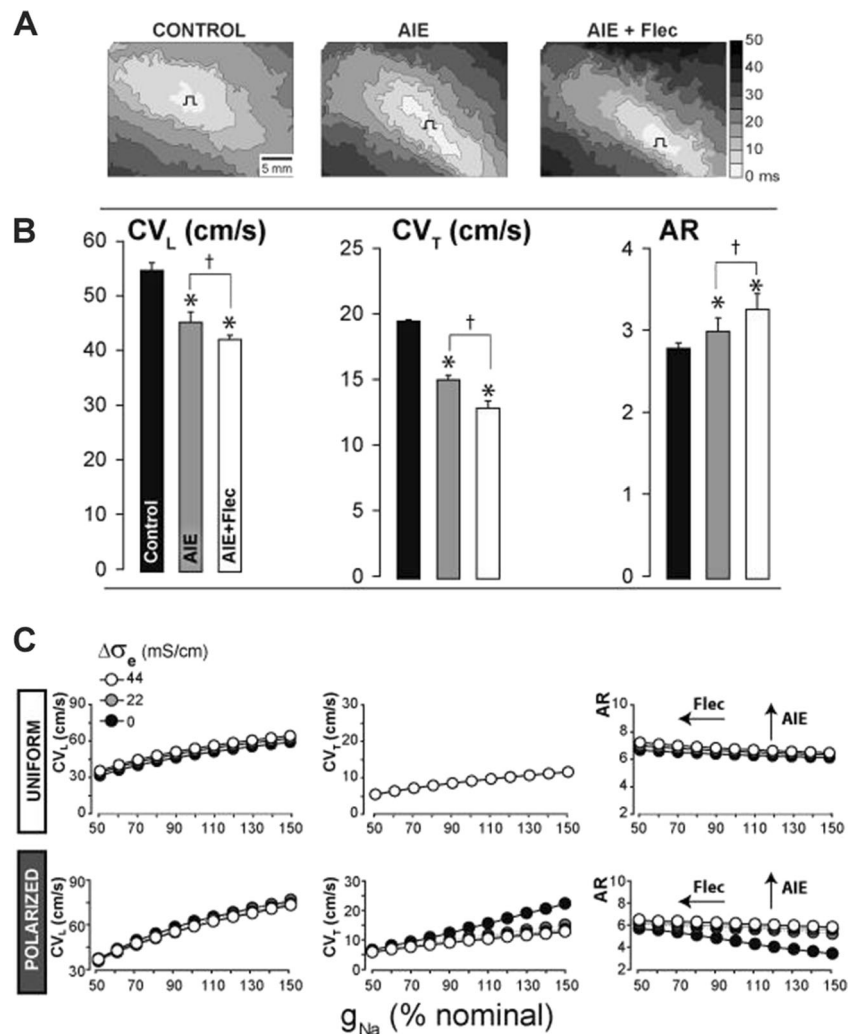 A
CONTROL AIE AIE + Flec
5 mm
50
40
30
20
10
0 ms
B
CV_L (cm/s) CV_T (cm/s) AR
60
50
40
30
20
10
0
Control
AIE
AIE+Flec
* † *
25
20
15
10
5
0
* † *
4
3
2
1
0
* † *
C
Δσ_e (mS/cm)
44
22
0
UNIFORM
CV_L (cm/s)
90
60
30
0
50 70 90 110 130 150
CV_T (cm/s)
30
20
10
0
50 70 90 110 130 150
AR
10
8
6
4
2
Flec
AIE
50 70 90 110 130 150
POLARIZED
CV_L (cm/s)
90
60
30
50 70 90 110 130 150
CV_T (cm/s)
30
20
10
0
50 70 90 110 130 150
AR
10
8
6
4
2
Flec
AIE
50 70 90 110 130 150
g_Na (% nominal)